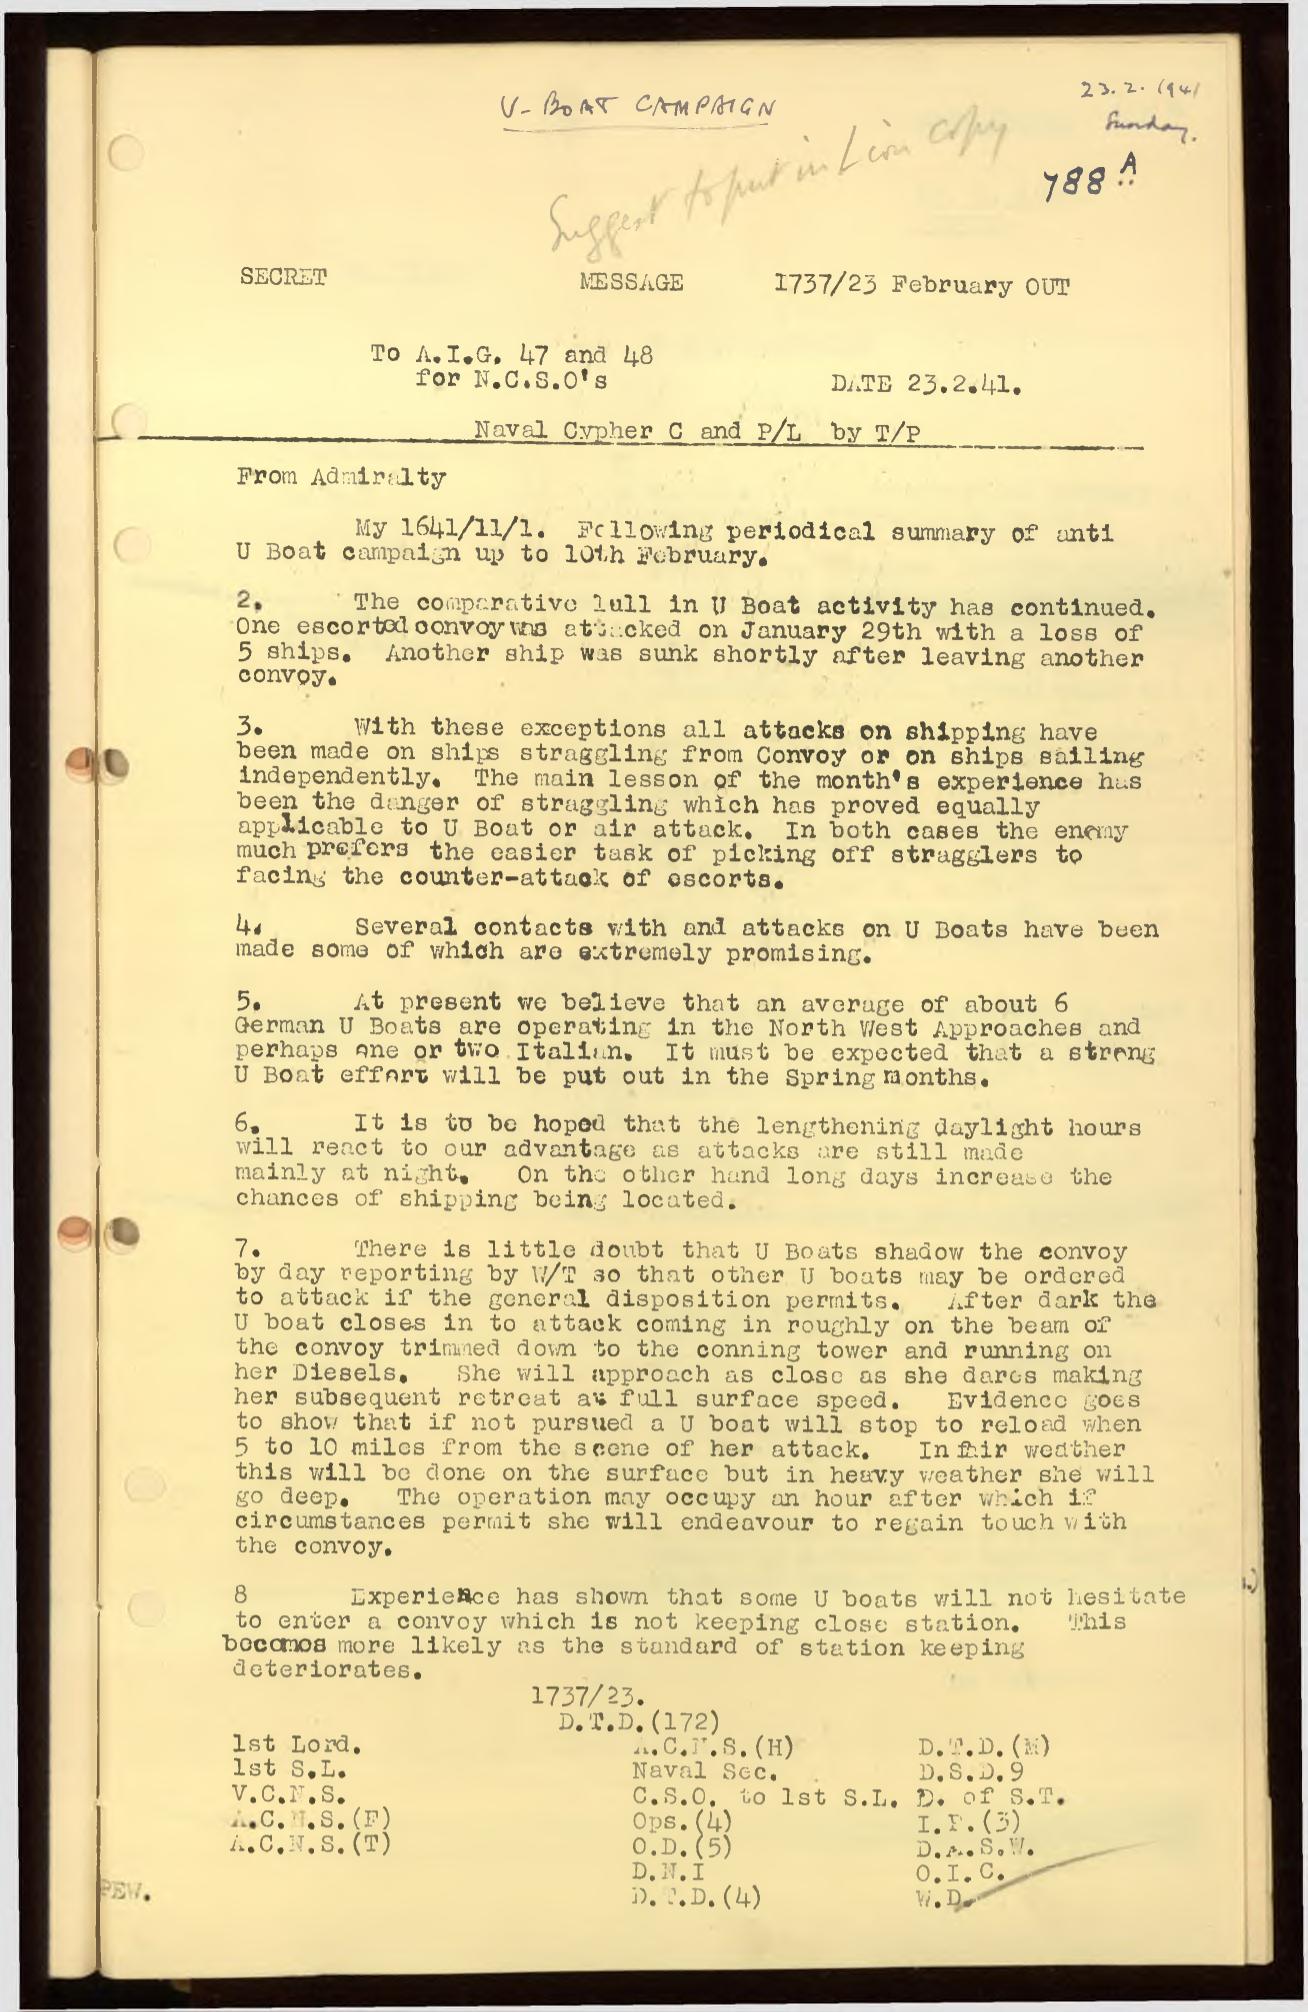 U-BOAT CAMPAIGN
23.2.1941
Sunday.
Suggest to put in Lion copy
788 A
SECRET MESSAGE 1737/23 February OUT
To A.I.G. 47 and 48
for N.C.S.O's DATE 23.2.41.
Naval Cypher C and P/L by T/P
From Admiralty
My 1641/11/1. Following periodical summary of anti
U Boat campaign up to 10th February.
2. The comparative lull in U Boat activity has continued.
One escorted convoy was attacked on January 29th with a loss of
5 ships. Another ship was sunk shortly after leaving another
convoy.
3. With these exceptions all attacks on shipping have
been made on ships straggling from Convoy or on ships sailing
independently. The main lesson of the month's experience has
been the danger of straggling which has proved equally
applicable to U Boat or air attack. In both cases the enemy
much prefers the easier task of picking off stragglers to
facing the counter-attack of escorts.
4. Several contacts with and attacks on U Boats have been
made some of which are extremely promising.
5. At present we believe that an average of about 6
German U Boats are operating in the North West Approaches and
perhaps one or two Italian. It must be expected that a strong
U Boat effort will be put out in the Spring months.
6. It is to be hoped that the lengthening daylight hours
will react to our advantage as attacks are still made
mainly at night. On the other hand long days increase the
chances of shipping being located.
7. There is little doubt that U Boats shadow the convoy
by day reporting by W/T so that other U boats may be ordered
to attack if the general disposition permits. After dark the
U boat closes in to attack coming in roughly on the beam of
the convoy trimmed down to the conning tower and running on
her Diesels. She will approach as close as she dares making
her subsequent retreat at full surface speed. Evidence goes
to show that if not pursued a U boat will stop to reload when
5 to 10 miles from the scene of her attack. In fair weather
this will be done on the surface but in heavy weather she will
go deep. The operation may occupy an hour after which if
circumstances permit she will endeavour to regain touch with
the convoy.
8 Experience has shown that some U boats will not hesitate
to enter a convoy which is not keeping close station. This
becomes more likely as the standard of station keeping
deteriorates.
1737/23.
D.T.D.(172)
1st Lord. A.C.N.S.(H) D.T.D.(M)
1st S.L. Naval Sec. D.S.D.9
V.C.N.S. C.S.O. to 1st S.L. D. of S.T.
A.C.N.S.(F) Ops.(4) I.P.(3)
A.C.N.S.(T) O.D.(5) D.A.S.W.
D.N.I O.I.C.
PEW. D.T.D.(4) W.D.